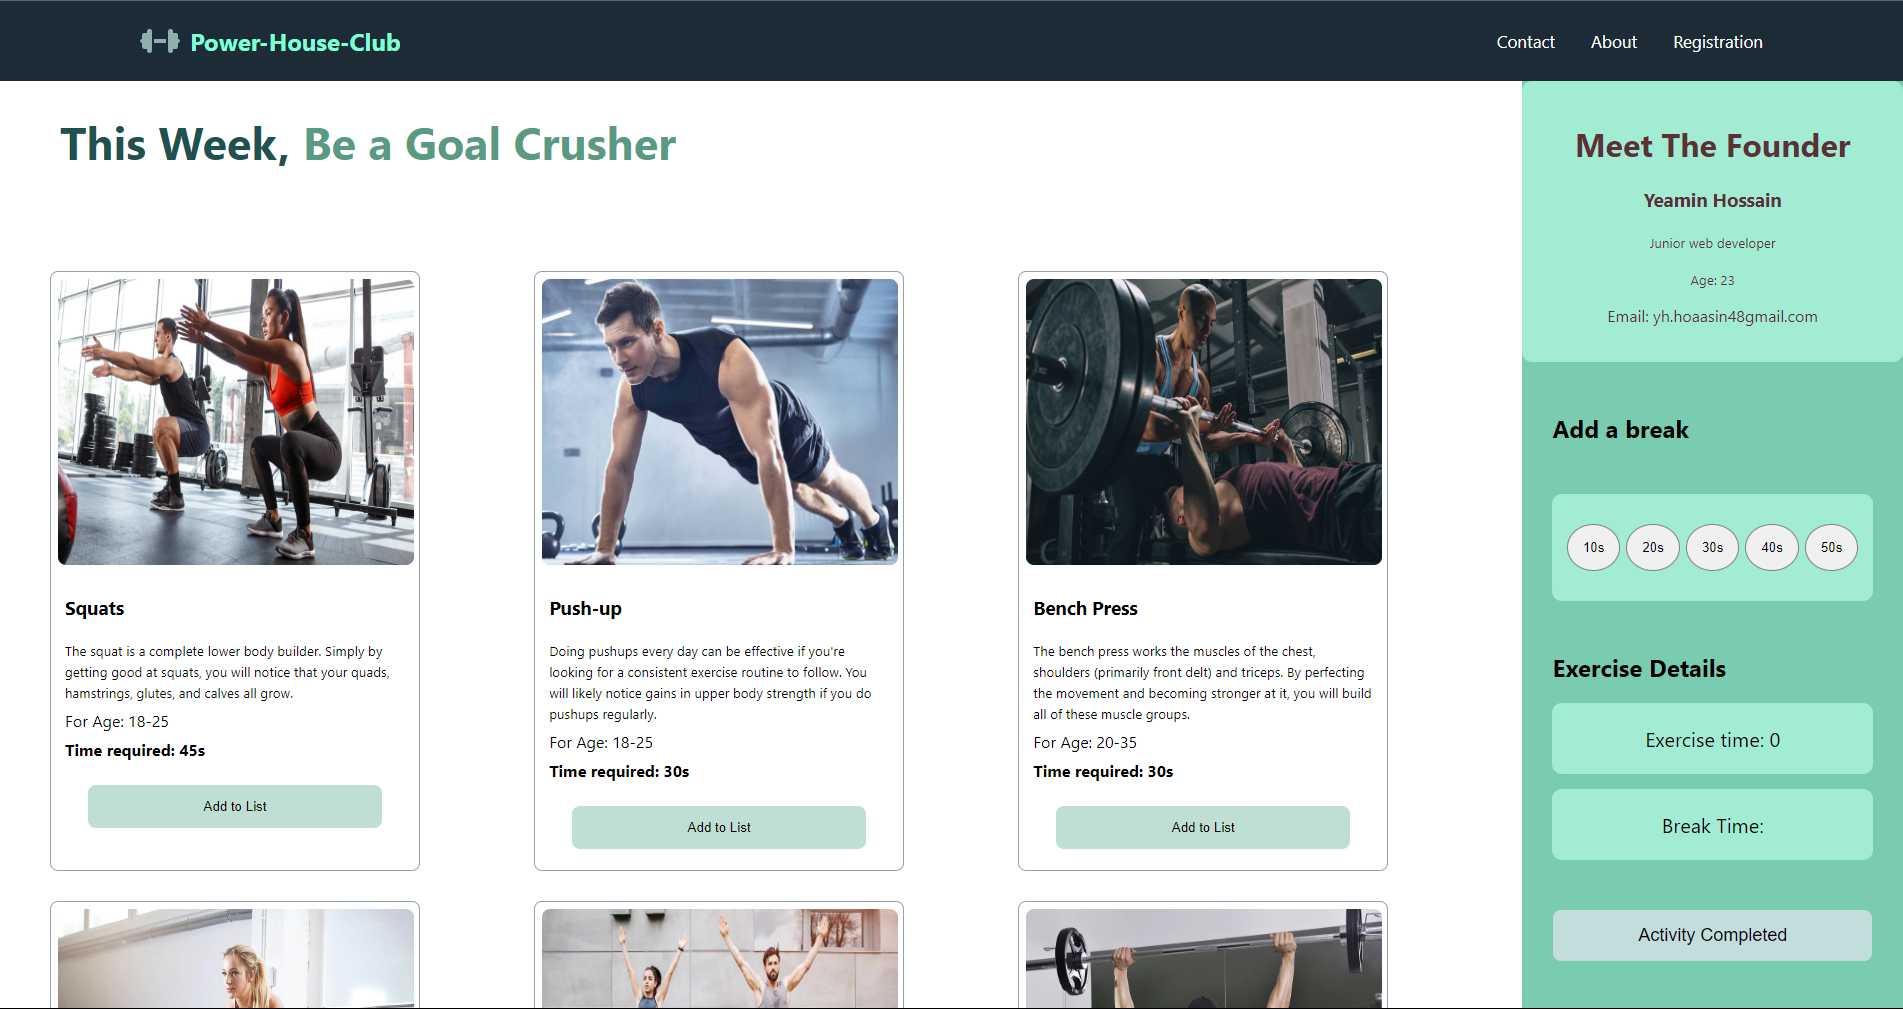 Power-House-Club
Contact About Registration
This Week, Be a Goal Crusher
Squats
The squat is a complete lower body builder. Simply by
getting good at squats, you will notice that your quads,
hamstrings, glutes, and calves all grow.
For Age: 18-25
Time required: 45s
Add to List
Push-up
Doing pushups every day can be effective if you're
looking for a consistent exercise routine to follow. You
will likely notice gains in upper body strength if you do
pushups regularly.
For Age: 18-25
Time required: 30s
Add to List
Bench Press
The bench press works the muscles of the chest,
shoulders (primarily front delt) and triceps. By perfecting
the movement and becoming stronger at it, you will build
all of these muscle groups.
For Age: 20-35
Time required: 30s
Add to List
Meet The Founder
Yeamin Hossain
Junior web developer
Age: 23
Email: yh.hoaasin48gmail.com
Add a break
10s 20s 30s 40s 50s
Exercise Details
Exercise time: 0
Break Time:
Activity Completed